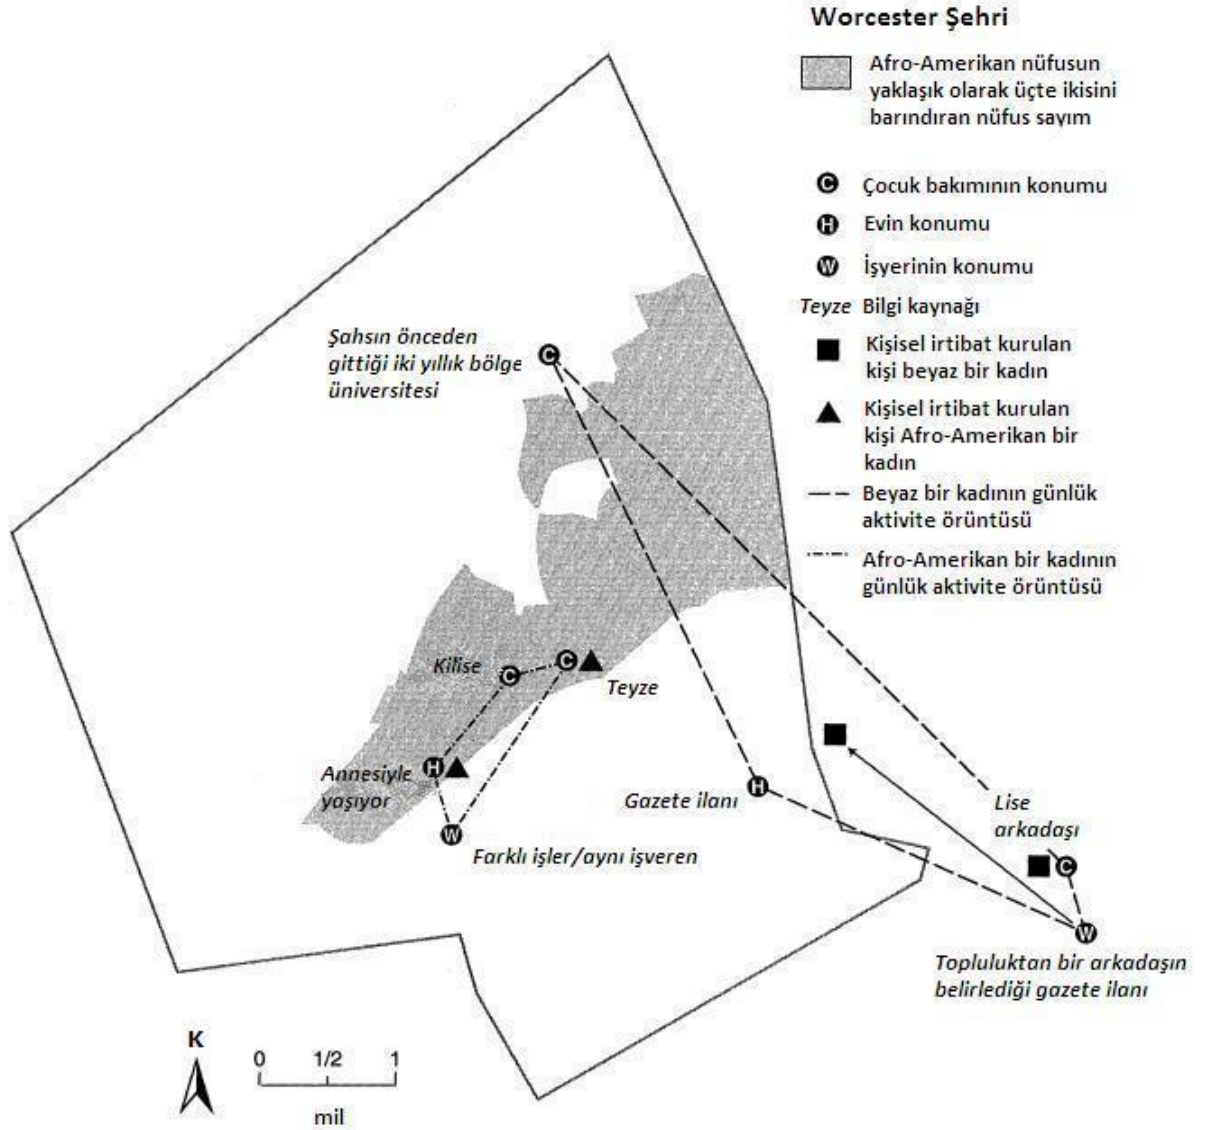 Worcester Şehri
Afro-Amerikan nüfusun
yaklaşık olarak üçte ikisini
barındıran nüfus sayım
C
Çocuk bakımının konumu
H
Evin konumu
W
İşyerinin konumu
Teyze Bilgi kaynağı
Kişisel irtibat kurulan
kişi beyaz bir kadın
Kişisel irtibat kurulan
kişi Afro-Amerikan bir
kadın
Beyaz bir kadının günlük
aktivite örüntüsü
Afro-Amerikan bir kadının
günlük aktivite örüntüsü
Şahsın önceden
gittiği iki yıllık bölge
üniversitesi
C
Kilise
C
C
Teyze
Annesiyle
yaşıyor
H
W
Farklı işler/aynı işveren
Gazete ilanı
H
Lise
arkadaşı
C
W
Topluluktan bir arkadaşın
belirlediği gazete ilanı
K
0 1/2 1
mil